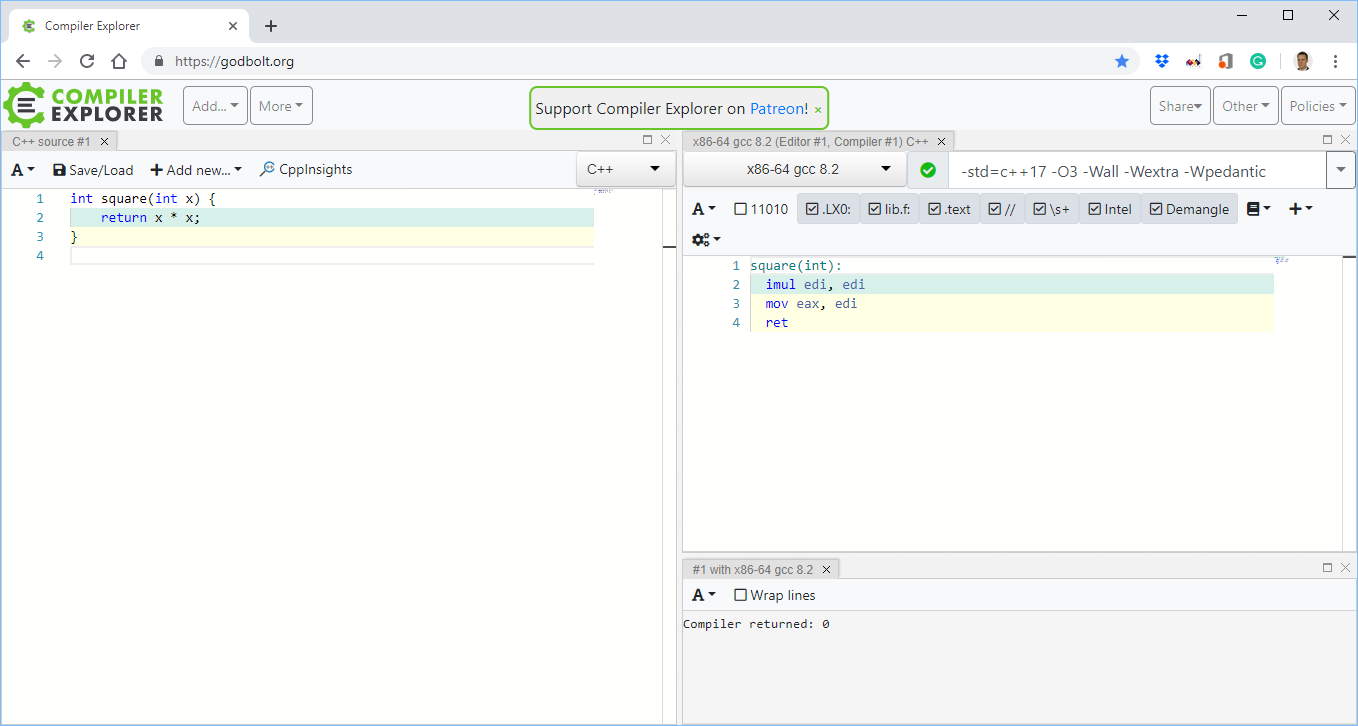 Compiler Explorer
https://godbolt.org
COMPILER
EXPLORER
Add...
More
Support Compiler Explorer on Patreon! ×
Share
Other
Policies
C++ source #1
A
Save/Load
Add new...
CppInsights
C++
1 int square(int x) {
2 return x * x;
3 }
4
x86-64 gcc 8.2 (Editor #1, Compiler #1) C++
x86-64 gcc 8.2
-std=c++17 -O3 -Wall -Wextra -Wpedantic
A
11010
.LX0:
lib.f:
.text
//
\s+
Intel
Demangle
1 square(int):
2 imul edi, edi
3 mov eax, edi
4 ret
#1 with x86-64 gcc 8.2
A
Wrap lines
Compiler returned: 0